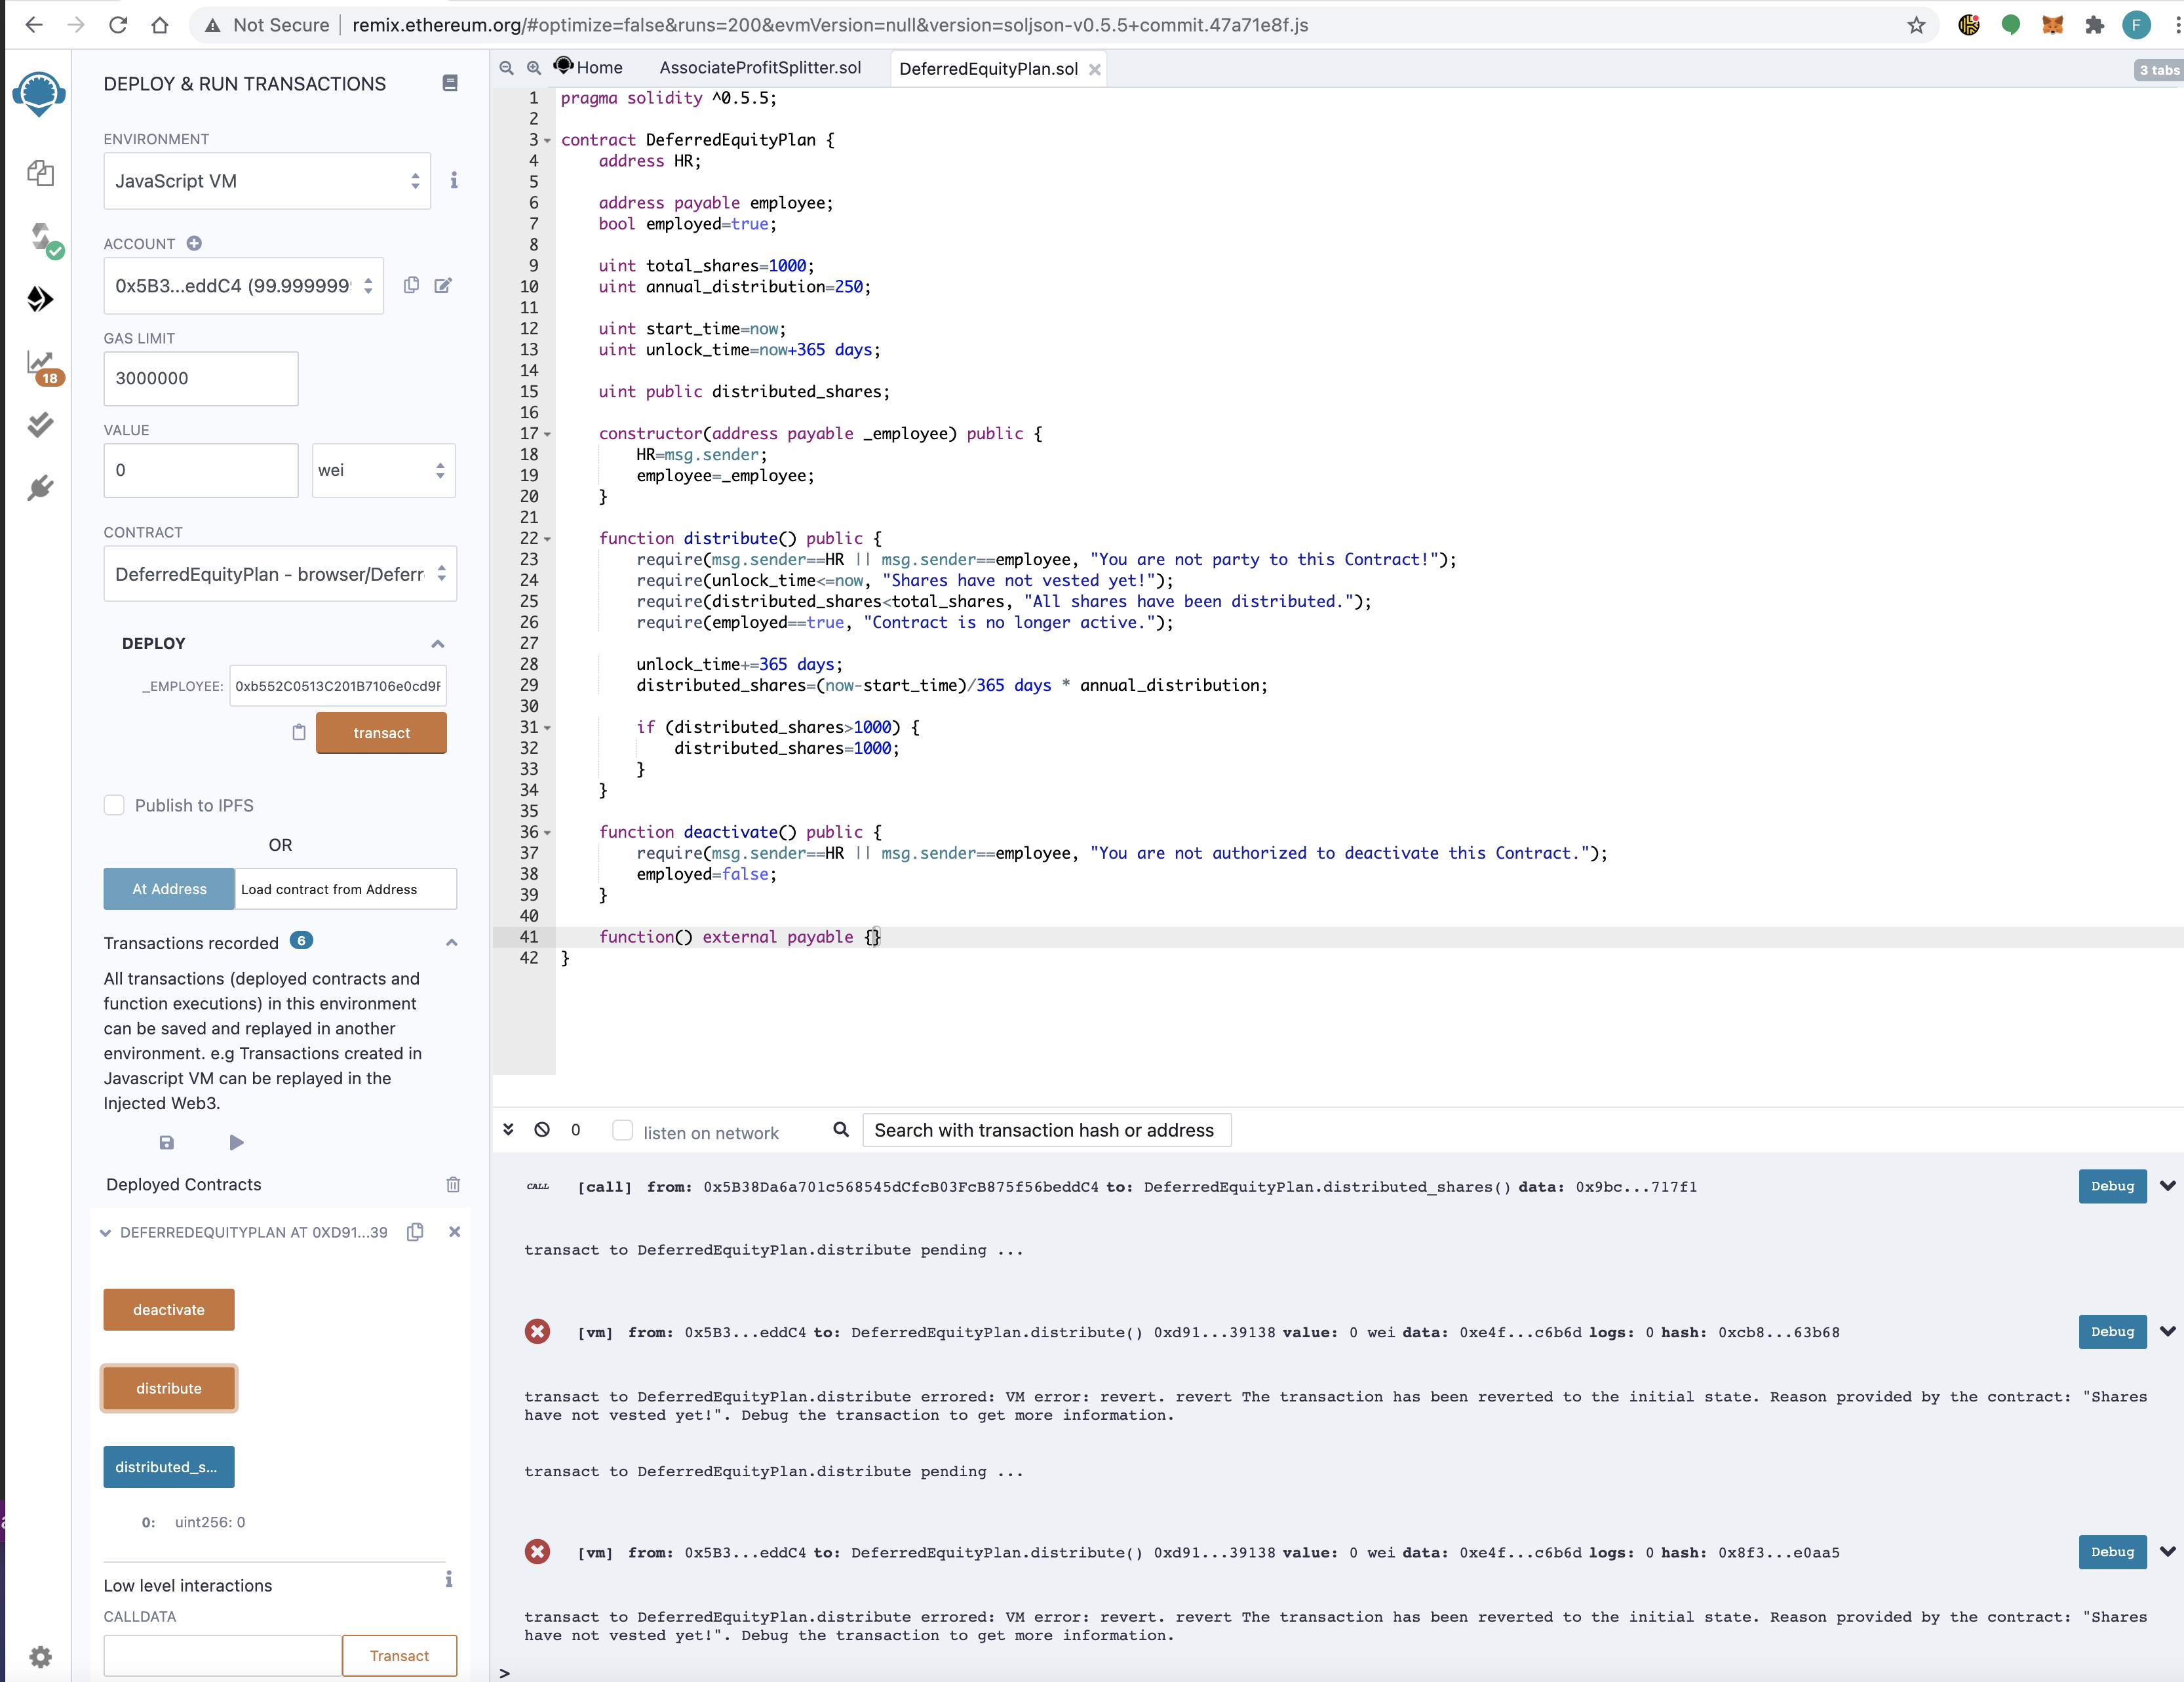 Not Secure | remix.ethereum.org/#optimize=false&runs=200&evmVersion=null&version=soljson-v0.5.5+commit.47a71e8f.js
F
DEPLOY & RUN TRANSACTIONS
ENVIRONMENT
JavaScript VM
ACCOUNT
0x5B3...eddC4 (99.9999999
GAS LIMIT
3000000
18
VALUE
0
wei
CONTRACT
DeferredEquityPlan - browser/Deferr
DEPLOY
_EMPLOYEE: 0xb552C0513C201B7106e0cd9F
transact
Publish to IPFS
OR
At Address Load contract from Address
Transactions recorded 6
All transactions (deployed contracts and
function executions) in this environment
can be saved and replayed in another
environment. e.g Transactions created in
Javascript VM can be replayed in the
Injected Web3.
Deployed Contracts
DEFERREDEQUITYPLAN AT 0XD91...39
deactivate
distribute
distributed_s...
0: uint256: 0
Low level interactions
CALLDATA
Transact
Home AssociateProfitSplitter.sol DeferredEquityPlan.sol 3 tabs
1 pragma solidity ^0.5.5;
2
3 contract DeferredEquityPlan {
4 address HR;
5
6 address payable employee;
7 bool employed=true;
8
9 uint total_shares=1000;
10 uint annual_distribution=250;
11
12 uint start_time=now;
13 uint unlock_time=now+365 days;
14
15 uint public distributed_shares;
16
17 constructor(address payable _employee) public {
18 HR=msg.sender;
19 employee=_employee;
20 }
21
22 function distribute() public {
23 require(msg.sender==HR || msg.sender==employee, "You are not party to this Contract!");
24 require(unlock_time<=now, "Shares have not vested yet!");
25 require(distributed_shares<total_shares, "All shares have been distributed.");
26 require(employed==true, "Contract is no longer active.");
27
28 unlock_time+=365 days;
29 distributed_shares=(now-start_time)/365 days * annual_distribution;
30
31 if (distributed_shares>1000) {
32 distributed_shares=1000;
33 }
34 }
35
36 function deactivate() public {
37 require(msg.sender==HR || msg.sender==employee, "You are not authorized to deactivate this Contract.");
38 employed=false;
39 }
40
41 function() external payable {}
42 }
0 listen on network Search with transaction hash or address
CALL [call] from: 0x5B38Da6a701c568545dCfcB03FcB875f56beddC4 to: DeferredEquityPlan.distributed_shares() data: 0x9bc...717f1 Debug
transact to DeferredEquityPlan.distribute pending ...
[vm] from: 0x5B3...eddC4 to: DeferredEquityPlan.distribute() 0xd91...39138 value: 0 wei data: 0xe4f...c6b6d logs: 0 hash: 0xcb8...63b68 Debug
transact to DeferredEquityPlan.distribute errored: VM error: revert. revert The transaction has been reverted to the initial state. Reason provided by the contract: "Shares
have not vested yet!". Debug the transaction to get more information.
transact to DeferredEquityPlan.distribute pending ...
[vm] from: 0x5B3...eddC4 to: DeferredEquityPlan.distribute() 0xd91...39138 value: 0 wei data: 0xe4f...c6b6d logs: 0 hash: 0x8f3...e0aa5 Debug
transact to DeferredEquityPlan.distribute errored: VM error: revert. revert The transaction has been reverted to the initial state. Reason provided by the contract: "Shares
have not vested yet!". Debug the transaction to get more information.
>